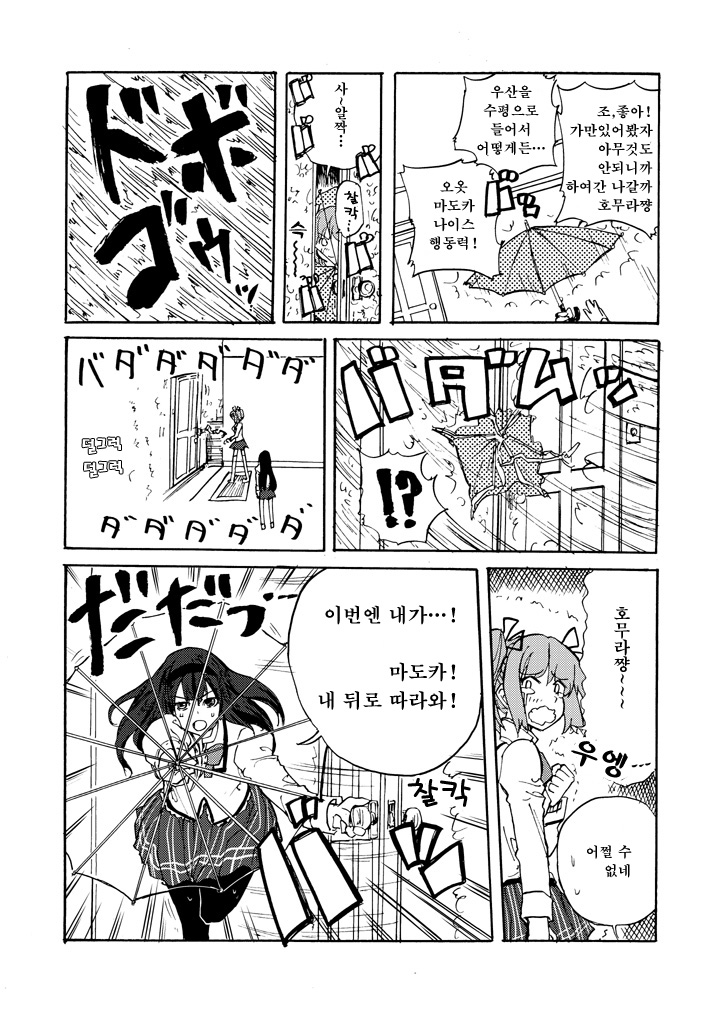 조,좋아!
가만있어봤자
아무것도
안되니까
하여간 나갈까
호무라쨩
우산을
수평으로
들어서
어떻게든…
오옷
마도카
나이스
행동력!
사~알짝…
찰칵…
슥~
ドボ
ゴゥッ
バダムッ
!?
バダダダダダ
덜그럭
덜그럭
ダダダダダダ
호무라쨩~~~
우엥…
어쩔 수
없네
이번엔 내가…!
마도카!
내 뒤로 따라와!
찰칵
だだっ…
バン